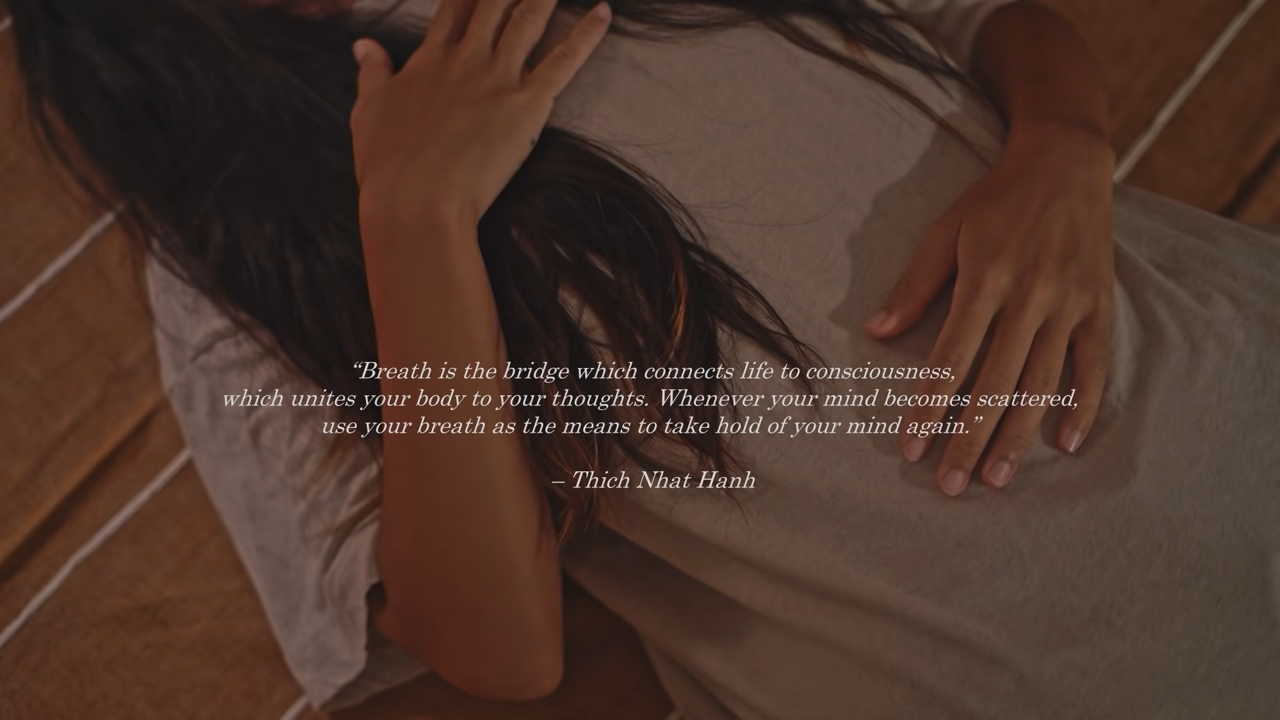 “Breath is the bridge which connects life to consciousness,
which unites your body to your thoughts. Whenever your mind becomes scattered,
use your breath as the means to take hold of your mind again.”
– Thich Nhat Hanh